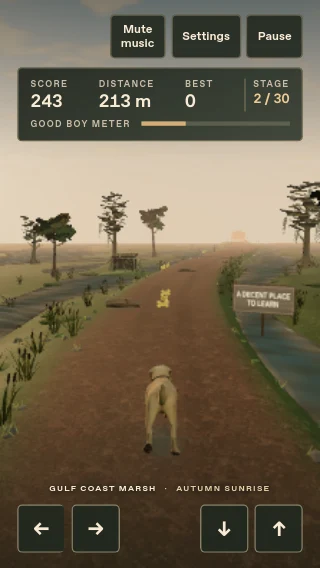 Mute music
Settings
Pause
SCORE
243
DISTANCE
213 m
BEST
0
STAGE
2 / 30
GOOD BOY METER
A DECENT PLACE
TO LEARN
GULF COAST MARSH · AUTUMN SUNRISE
← → ↓ ↑